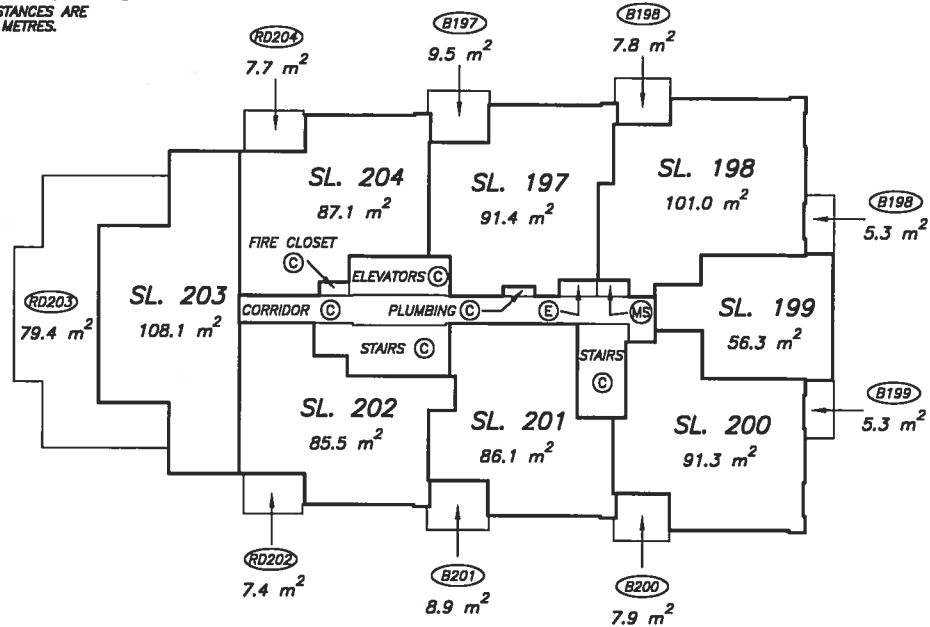 STANCES ARE
METRES.
RD204
7.7 m²
B197
9.5 m²
B198
7.8 m²
SL. 204
87.1 m²
SL. 197
91.4 m²
SL. 198
101.0 m²
B198
5.3 m²
FIRE CLOSET
C
ELEVATORS C
RD203
79.4 m²
SL. 203
108.1 m²
CORRIDOR C
PLUMBING C
E
MS
SL. 199
56.3 m²
STAIRS C
STAIRS
C
B199
5.3 m²
SL. 202
85.5 m²
SL. 201
86.1 m²
SL. 200
91.3 m²
RD202
7.4 m²
B201
8.9 m²
B200
7.9 m²